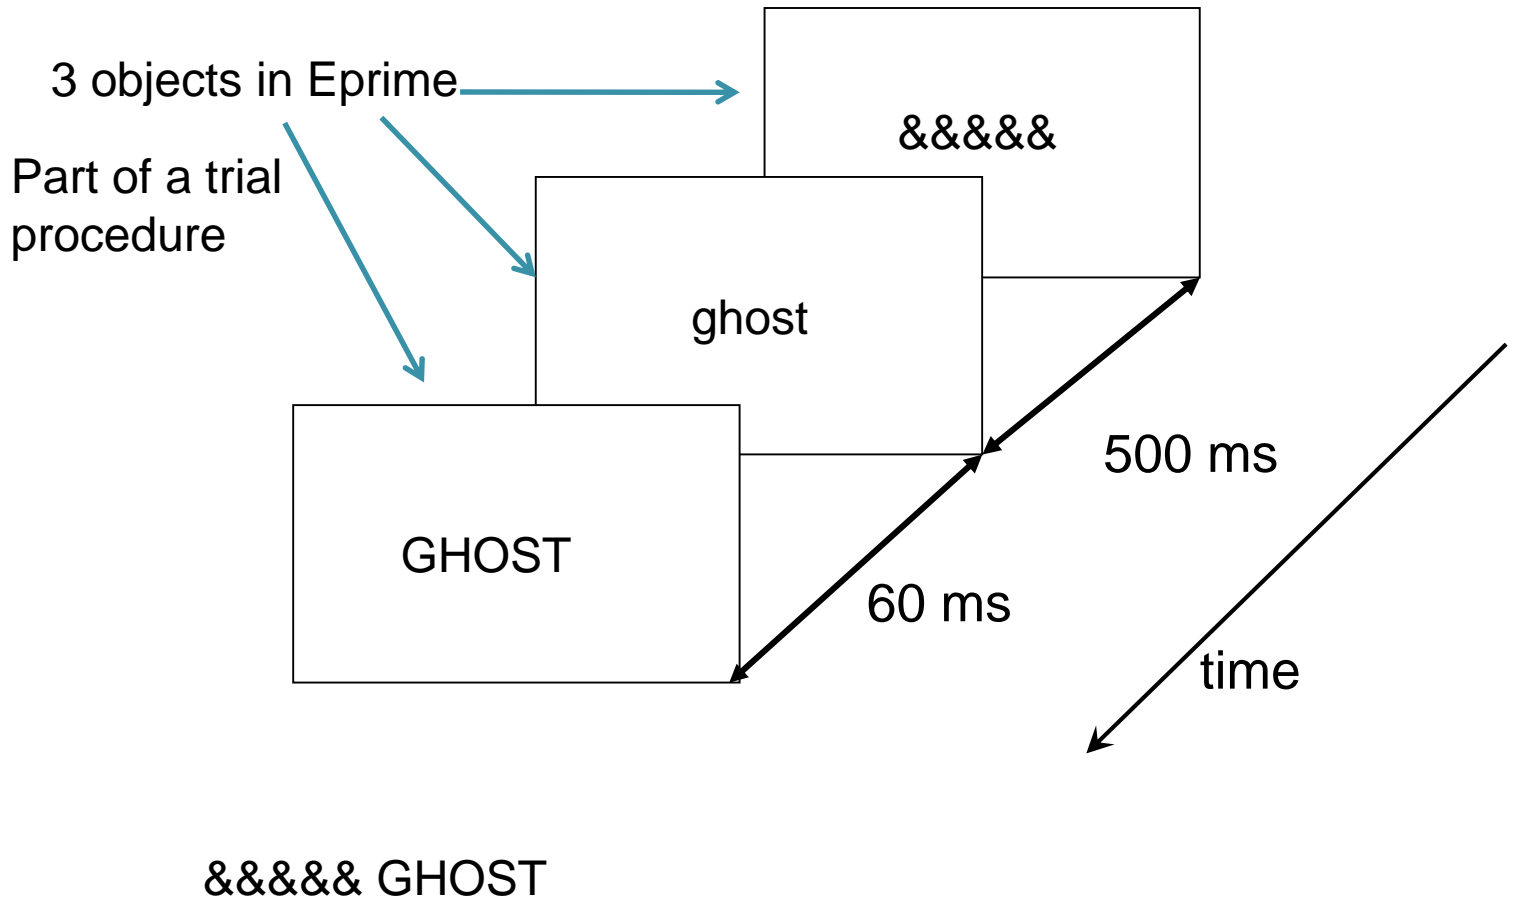 3 objects in Eprime
&&&&&
Part of a trial
procedure
ghost
500 ms
GHOST
60 ms
time
&&&&& GHOST